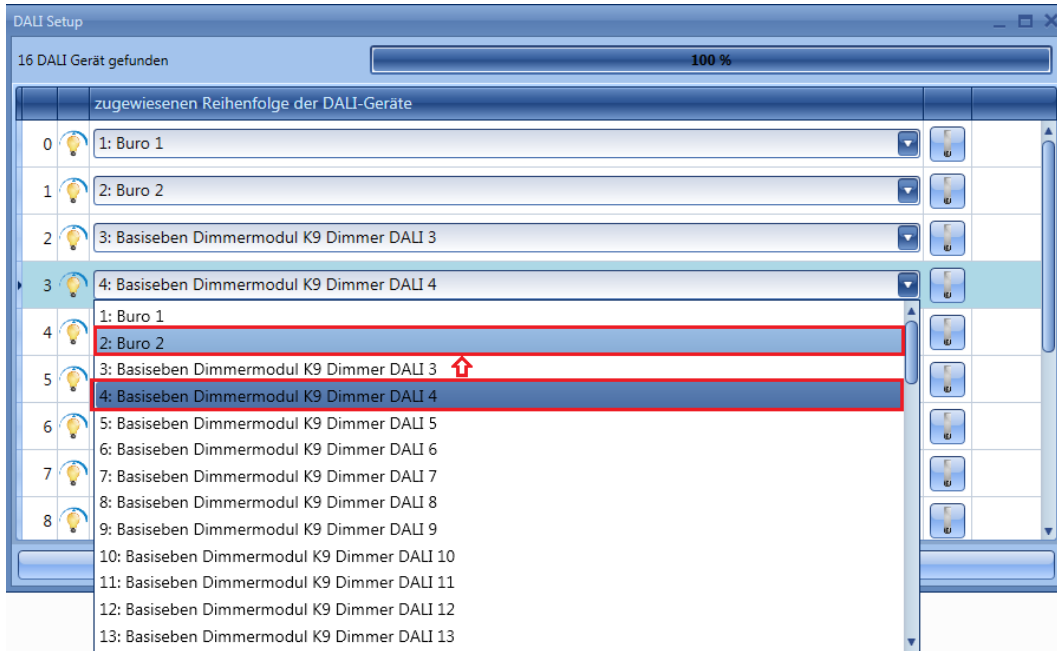 DALI Setup
16 DALI Gerät gefunden
100 %
zugewiesenen Reihenfolge der DALI-Geräte
0 1: Buro 1
1 2: Buro 2
2 3: Basiseben Dimmermodul K9 Dimmer DALI 3
3 4: Basiseben Dimmermodul K9 Dimmer DALI 4
1: Buro 1
4
2: Buro 2
3: Basiseben Dimmermodul K9 Dimmer DALI 3
5
4: Basiseben Dimmermodul K9 Dimmer DALI 4
6
5: Basiseben Dimmermodul K9 Dimmer DALI 5
6: Basiseben Dimmermodul K9 Dimmer DALI 6
7
7: Basiseben Dimmermodul K9 Dimmer DALI 7
8: Basiseben Dimmermodul K9 Dimmer DALI 8
8
9: Basiseben Dimmermodul K9 Dimmer DALI 9
10: Basiseben Dimmermodul K9 Dimmer DALI 10
11: Basiseben Dimmermodul K9 Dimmer DALI 11
12: Basiseben Dimmermodul K9 Dimmer DALI 12
13: Basiseben Dimmermodul K9 Dimmer DALI 13